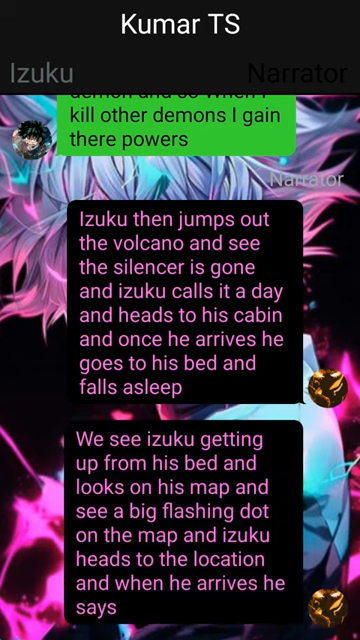 Kumar TS
Izuku
Narrator
demon and so when I
kill other demons I gain
there powers
Narrator
Izuku then jumps out
the volcano and see
the silencer is gone
and izuku calls it a day
and heads to his cabin
and once he arrives he
goes to his bed and
falls asleep
We see izuku getting
up from his bed and
looks on his map and
see a big flashing dot
on the map and izuku
heads to the location
and when he arrives he
says